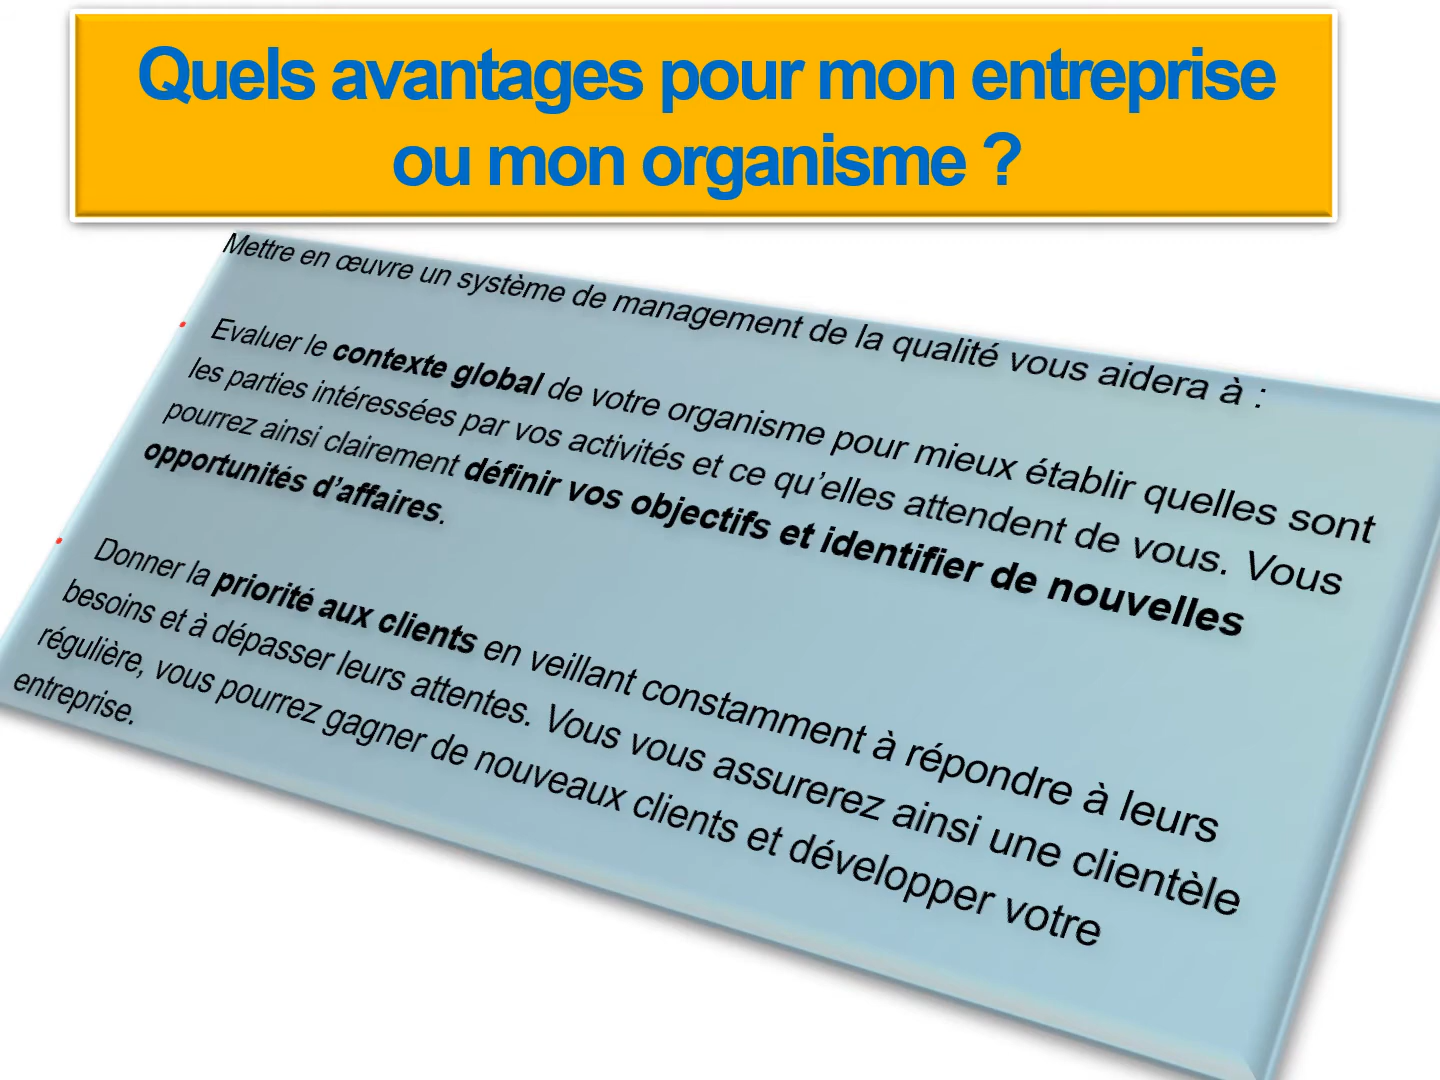 Quels avantages pour mon entreprise
ou mon organisme ?
Mettre en œuvre un système de management de la qualité vous aidera à :
• Evaluer le contexte global de votre organisme pour mieux établir quelles sont
les parties intéressées par vos activités et ce qu’elles attendent de vous. Vous
pourrez ainsi clairement définir vos objectifs et identifier de nouvelles
opportunités d’affaires.
• Donner la priorité aux clients en veillant constamment à répondre à leurs
besoins et à dépasser leurs attentes. Vous vous assurerez ainsi une clientèle
régulière, vous pourrez gagner de nouveaux clients et développer votre
entreprise.